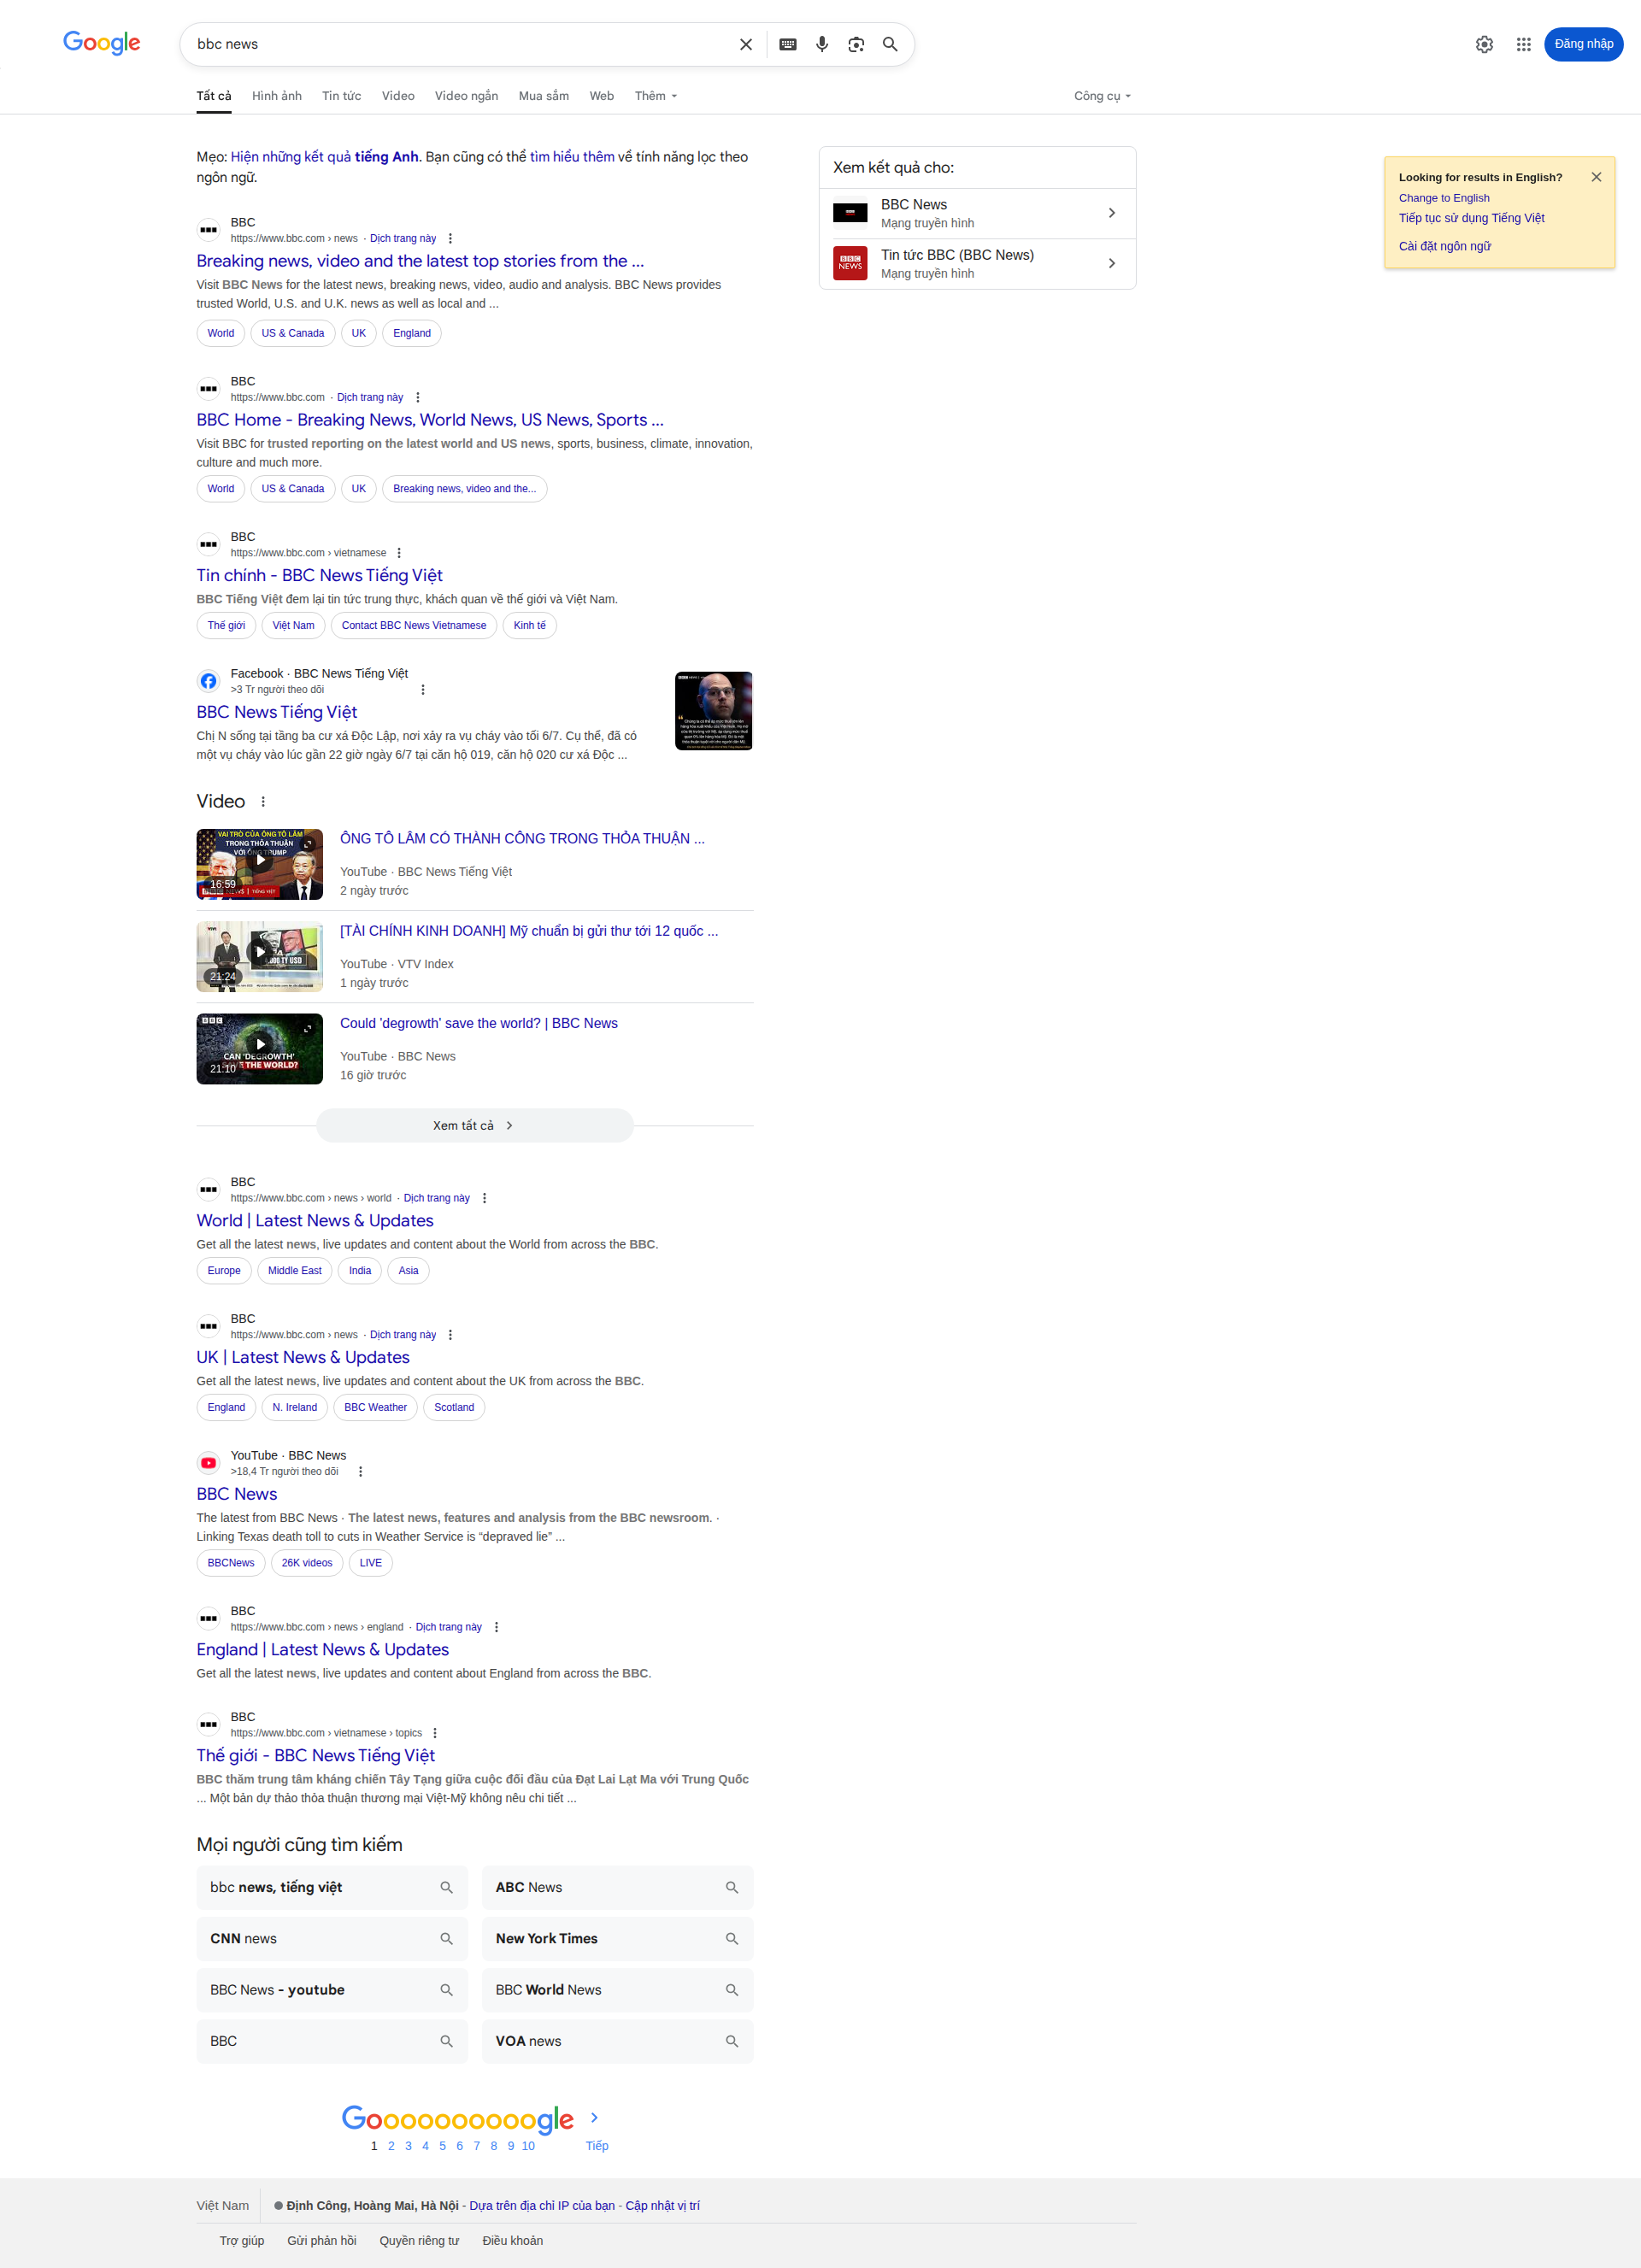 Google
bbc news
Đăng nhập
Tất cả
Hình ảnh
Tin tức
Video
Video ngắn
Mua sắm
Web
Thêm
Công cụ
Mẹo: Hiện những kết quả tiếng Anh. Bạn cũng có thể tìm hiểu thêm về tính năng lọc theo
ngôn ngữ.
Xem kết quả cho:
BBC News
Mạng truyền hình
BBC NEWS
Tin tức BBC (BBC News)
Mạng truyền hình
Looking for results in English?
Change to English
Tiếp tục sử dụng Tiếng Việt
Cài đặt ngôn ngữ
BBC
https://www.bbc.com › news · Dịch trang này
Breaking news, video and the latest top stories from the ...
Visit BBC News for the latest news, breaking news, video, audio and analysis. BBC News provides
trusted World, U.S. and U.K. news as well as local and ...
World
US & Canada
UK
England
BBC
https://www.bbc.com · Dịch trang này
BBC Home - Breaking News, World News, US News, Sports ...
Visit BBC for trusted reporting on the latest world and US news, sports, business, climate, innovation,
culture and much more.
World
US & Canada
UK
Breaking news, video and the...
BBC
https://www.bbc.com › vietnamese
Tin chính - BBC News Tiếng Việt
BBC Tiếng Việt đem lại tin tức trung thực, khách quan về thế giới và Việt Nam.
Thế giới
Việt Nam
Contact BBC News Vietnamese
Kinh tế
Facebook · BBC News Tiếng Việt
>3 Tr người theo dõi
BBC News Tiếng Việt
Chị N sống tại tầng ba cư xá Độc Lập, nơi xảy ra vụ cháy vào tối 6/7. Cụ thể, đã có
một vụ cháy vào lúc gần 22 giờ ngày 6/7 tại căn hộ 019, căn hộ 020 cư xá Độc ...
Video
VAI TRÒ CỦA ÔNG TÔ LÂM
TRONG THỎA THUẬN
VỚI ÔNG TRUMP
NEWS | TIẾNG VIỆT
16:59
ÔNG TÔ LÂM CÓ THÀNH CÔNG TRONG THỎA THUẬN ...
YouTube · BBC News Tiếng Việt
2 ngày trước
21:24
[TÀI CHÍNH KINH DOANH] Mỹ chuẩn bị gửi thư tới 12 quốc ...
YouTube · VTV Index
1 ngày trước
BBC
CAN 'DEGROWTH'
SAVE THE WORLD?
21:10
Could 'degrowth' save the world? | BBC News
YouTube · BBC News
16 giờ trước
Xem tất cả
BBC
https://www.bbc.com › news › world · Dịch trang này
World | Latest News & Updates
Get all the latest news, live updates and content about the World from across the BBC.
Europe
Middle East
India
Asia
BBC
https://www.bbc.com › news · Dịch trang này
UK | Latest News & Updates
Get all the latest news, live updates and content about the UK from across the BBC.
England
N. Ireland
BBC Weather
Scotland
YouTube · BBC News
>18,4 Tr người theo dõi
BBC News
The latest from BBC News · The latest news, features and analysis from the BBC newsroom. ·
Linking Texas death toll to cuts in Weather Service is “depraved lie” ...
BBCNews
26K videos
LIVE
BBC
https://www.bbc.com › news › england · Dịch trang này
England | Latest News & Updates
Get all the latest news, live updates and content about England from across the BBC.
BBC
https://www.bbc.com › vietnamese › topics
Thế giới - BBC News Tiếng Việt
BBC thăm trung tâm kháng chiến Tây Tạng giữa cuộc đối đầu của Đạt Lai Lạt Ma với Trung Quốc
... Một bản dự thảo thỏa thuận thương mại Việt-Mỹ không nêu chi tiết ...
Mọi người cũng tìm kiếm
bbc news, tiếng việt
ABC News
CNN news
New York Times
BBC News - youtube
BBC World News
BBC
VOA news
Goooooooooogle
1 2 3 4 5 6 7 8 9 10 Tiếp
Việt Nam
Định Công, Hoàng Mai, Hà Nội - Dựa trên địa chỉ IP của bạn - Cập nhật vị trí
Trợ giúp
Gửi phản hồi
Quyền riêng tư
Điều khoản